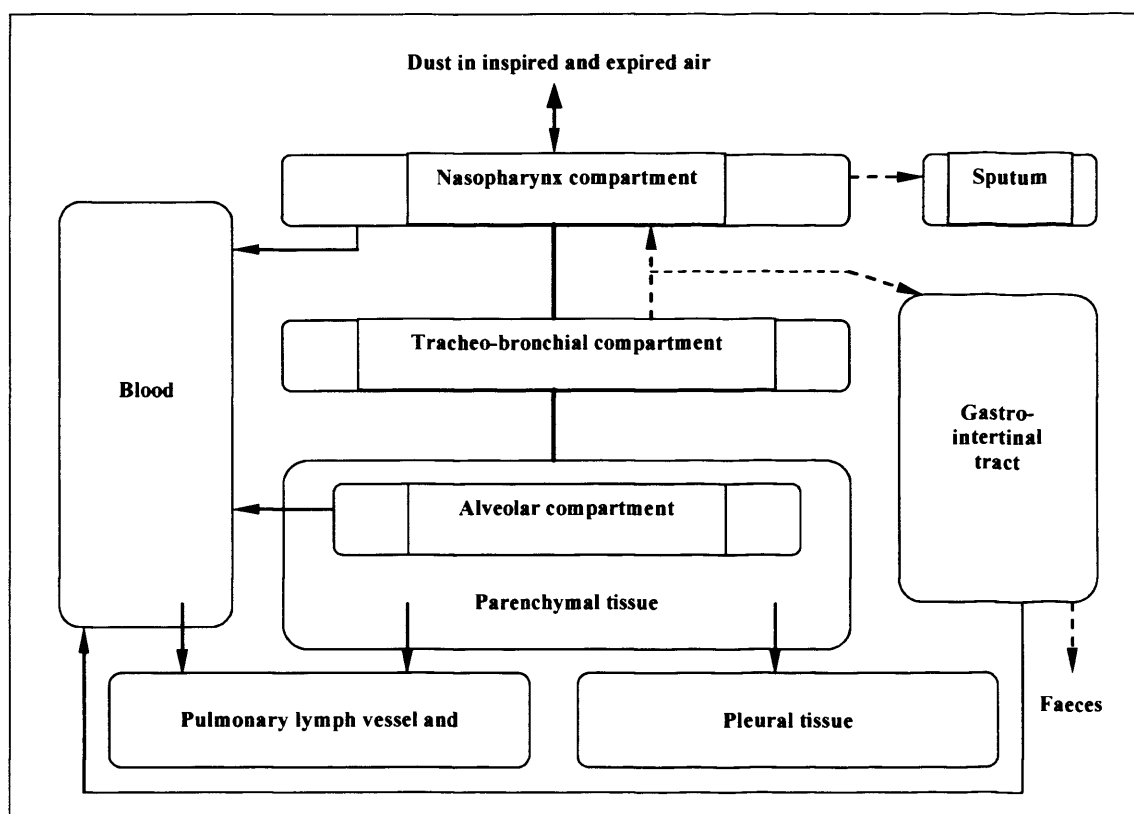 Dust in inspired and expired air
Nasopharynx compartment
Sputum
Tracheo-bronchial compartment
Blood
Gastro-
intertinal
tract
Alveolar compartment
Parenchymal tissue
Pulmonary lymph vessel and
Pleural tissue
Faeces